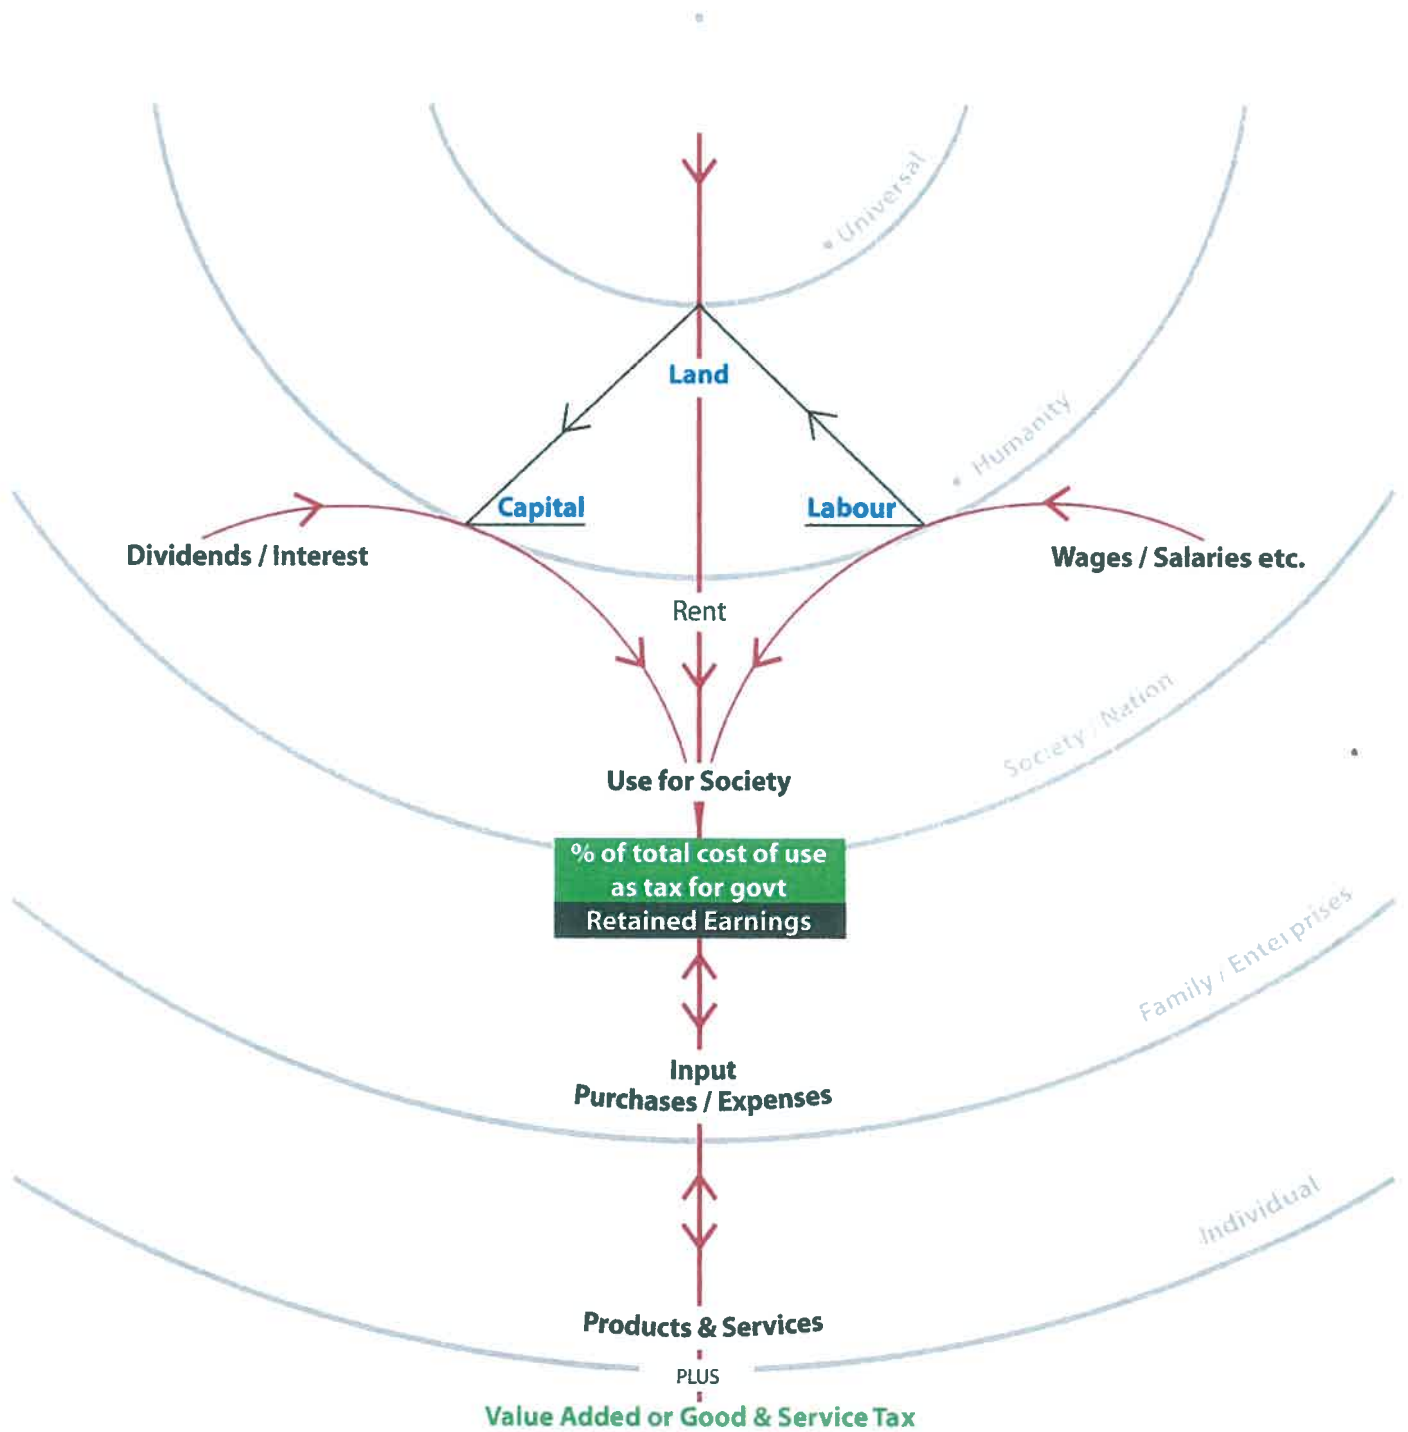 Universal
Land
Humanity
Capital
Labour
Dividends / Interest
Wages / Salaries etc.
Rent
Society / Nation
Use for Society
% of total cost of use
as tax for govt
Retained Earnings
Family / Enterprises
Input
Purchases / Expenses
Individual
Products & Services
PLUS
Value Added or Good & Service Tax